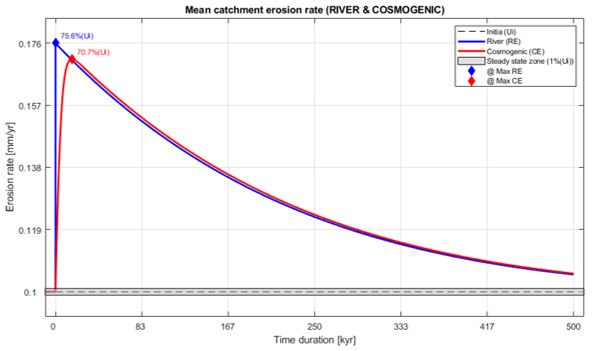 Mean catchment erosion rate (RIVER & COSMOGENIC)
Initia (Ui)
River (RE)
Cosmogenic (CE)
Steady state zone (1%(Ui))
@ Max RE
@ Max CE
75.6%(Ui)
70.7%(Ui)
Erosion rate [mm/yr]
0.176
0.157
0.138
0.119
0.1
0 83 167 250 333 417 500
Time duration [kyr]